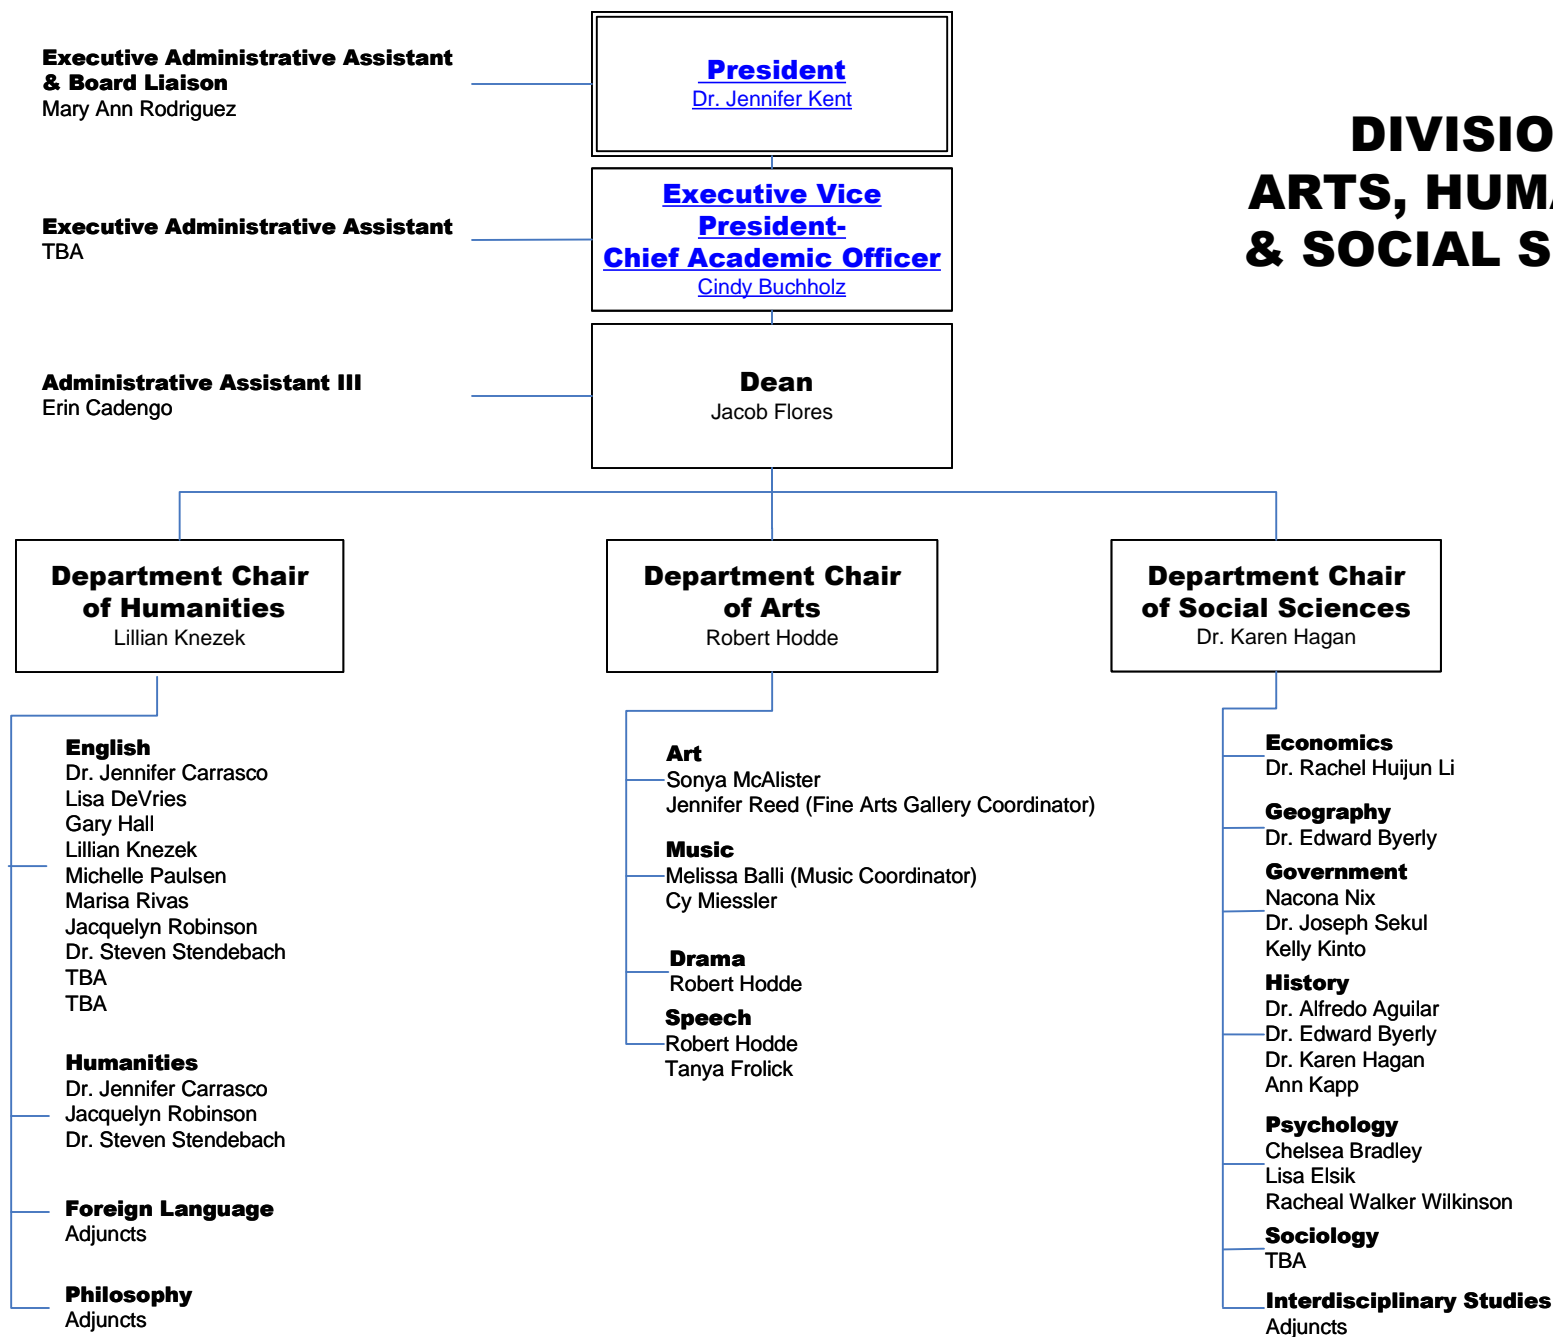 Executive Administrative Assistant
& Board Liaison
Mary Ann Rodriguez
President
Dr. Jennifer Kent
DIVISIO
ARTS, HUM
& SOCIAL S
Executive Administrative Assistant
TBA
Executive Vice
President-
Chief Academic Officer
Cindy Buchholz
Administrative Assistant III
Erin Cadengo
Dean
Jacob Flores
Department Chair
of Humanities
Lillian Knezek
Department Chair
of Arts
Robert Hodde
Department Chair
of Social Sciences
Dr. Karen Hagan
English
Dr. Jennifer Carrasco
Lisa DeVries
Gary Hall
Lillian Knezek
Michelle Paulsen
Marisa Rivas
Jacquelyn Robinson
Dr. Steven Stendebach
TBA
TBA
Humanities
Dr. Jennifer Carrasco
Jacquelyn Robinson
Dr. Steven Stendebach
Foreign Language
Adjuncts
Philosophy
Adjuncts
Art
Sonya McAlister
Jennifer Reed (Fine Arts Gallery Coordinator)
Music
Melissa Balli (Music Coordinator)
Cy Miessler
Drama
Robert Hodde
Speech
Robert Hodde
Tanya Frolick
Economics
Dr. Rachel Huijun Li
Geography
Dr. Edward Byerly
Government
Nacona Nix
Dr. Joseph Sekul
Kelly Kinto
History
Dr. Alfredo Aguilar
Dr. Edward Byerly
Dr. Karen Hagan
Ann Kapp
Psychology
Chelsea Bradley
Lisa Elsik
Racheal Walker Wilkinson
Sociology
TBA
Interdisciplinary Studies
Adjuncts